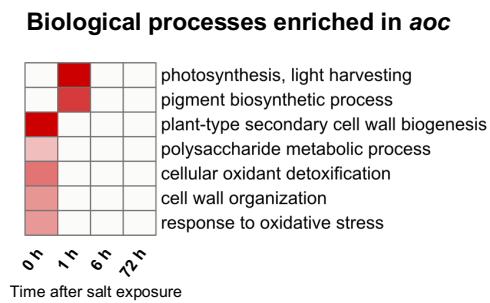 Biological processes enriched in aoc
photosynthesis, light harvesting
pigment biosynthetic process
plant-type secondary cell wall biogenesis
polysaccharide metabolic process
cellular oxidant detoxification
cell wall organization
response to oxidative stress
0 h 1 h 6 h 72 h
Time after salt exposure